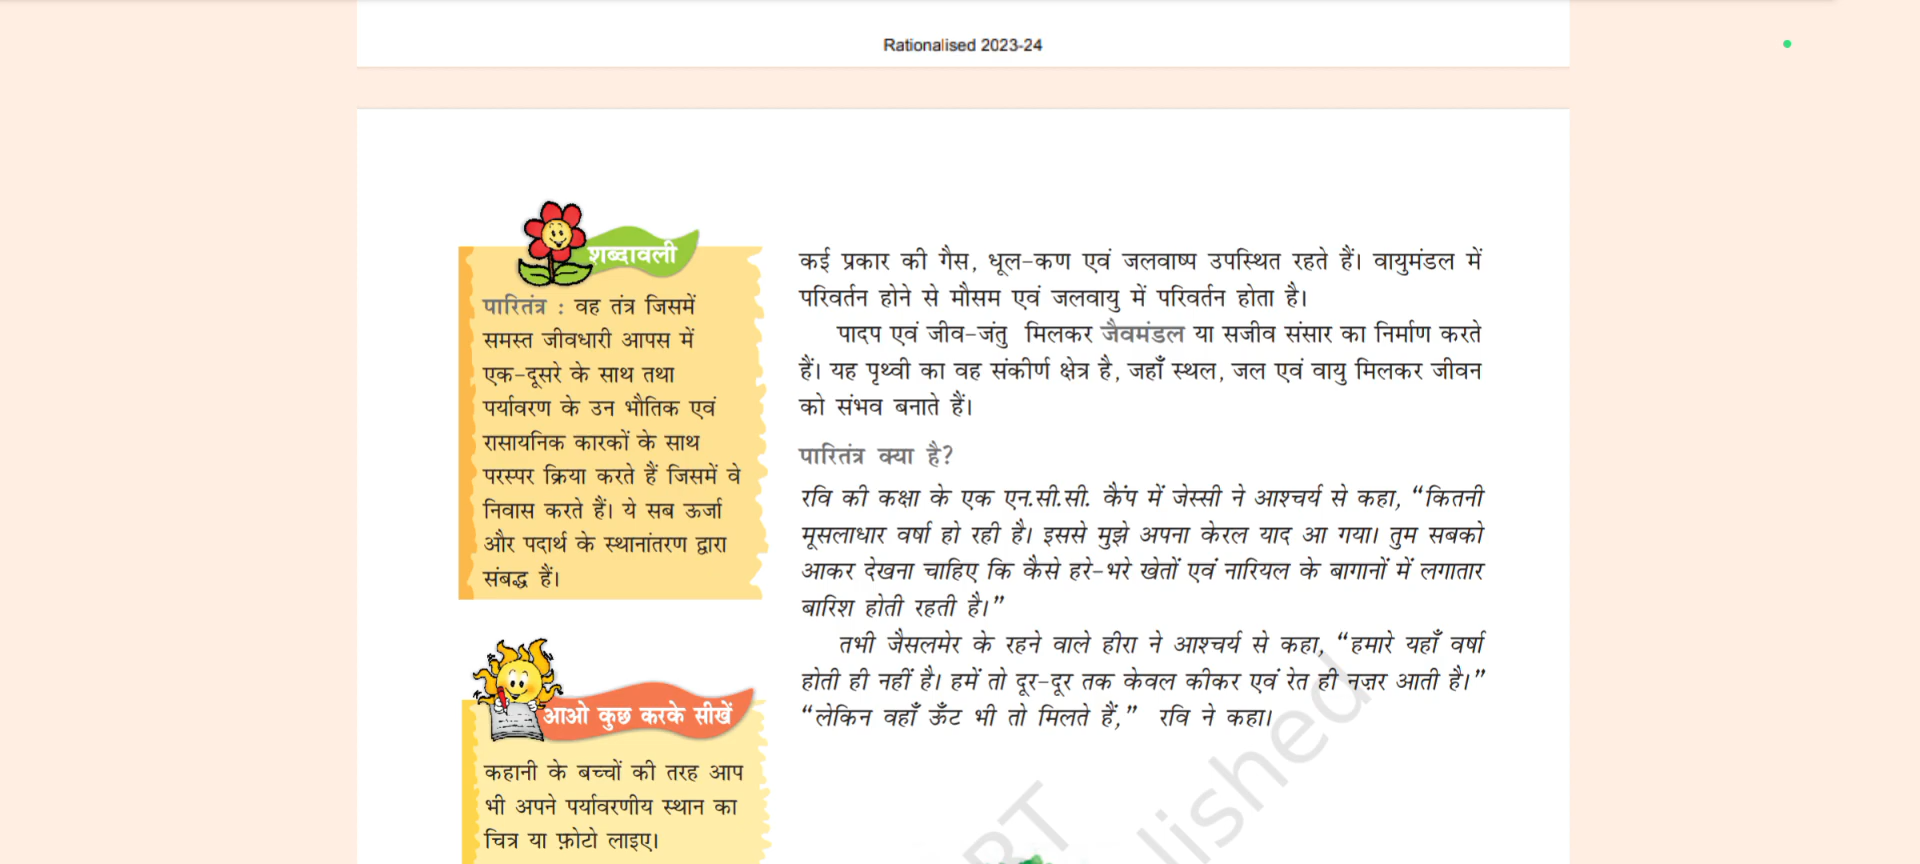 Rationalised 2023-24
शब्दावली
पारितंत्र : वह तंत्र जिसमें
समस्त जीवधारी आपस में
एक-दूसरे के साथ तथा
पर्यावरण के उन भौतिक एवं
रासायनिक कारकों के साथ
परस्पर क्रिया करते हैं जिसमें वे
निवास करते हैं। ये सब ऊर्जा
और पदार्थ के स्थानांतरण द्वारा
संबद्ध हैं।
आओ कुछ करके सीखें
कहानी के बच्चों की तरह आप
भी अपने पर्यावरणीय स्थान का
चित्र या फ़ोटो लाइए।
कई प्रकार की गैस, धूल-कण एवं जलवाष्प उपस्थित रहते हैं। वायुमंडल में
परिवर्तन होने से मौसम एवं जलवायु में परिवर्तन होता है।
पादप एवं जीव-जंतु मिलकर जैवमंडल या सजीव संसार का निर्माण करते
हैं। यह पृथ्वी का वह संकीर्ण क्षेत्र है, जहाँ स्थल, जल एवं वायु मिलकर जीवन
को संभव बनाते हैं।
पारितंत्र क्या है?
रवि की कक्षा के एक एन.सी.सी. कैंप में जेस्सी ने आश्चर्य से कहा, “कितनी
मूसलाधार वर्षा हो रही है। इससे मुझे अपना केरल याद आ गया। तुम सबको
आकर देखना चाहिए कि कैसे हरे-भरे खेतों एवं नारियल के बागानों में लगातार
बारिश होती रहती है।”
तभी जैसलमेर के रहने वाले हीरा ने आश्चर्य से कहा, “हमारे यहाँ वर्षा
होती ही नहीं है। हमें तो दूर-दूर तक केवल कीकर एवं रेत ही नज़र आती है।”
“लेकिन वहाँ ऊँट भी तो मिलते हैं,” रवि ने कहा।
RT
lished